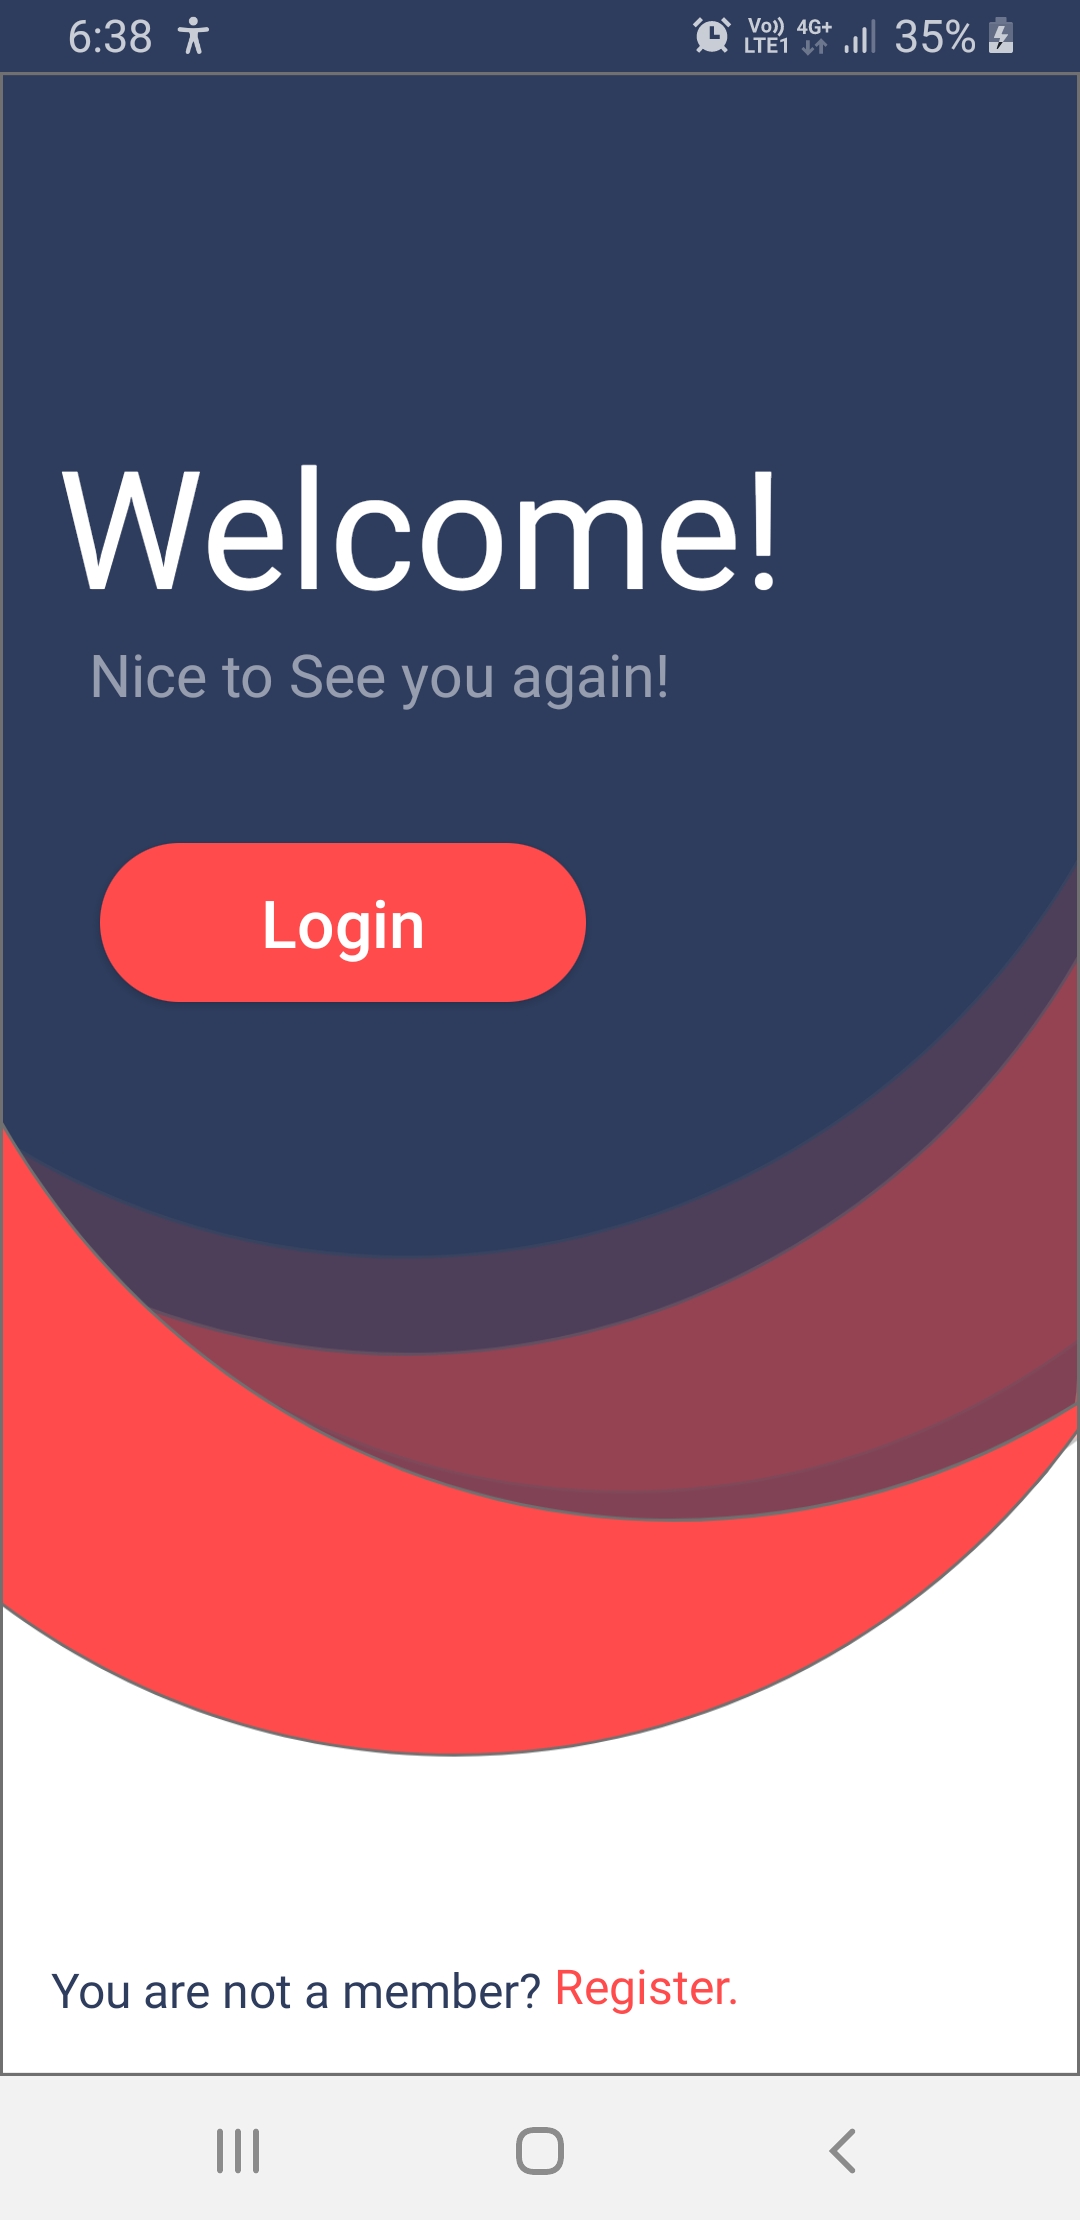 6:38 Vo)) LTE1 4G+ 35%
Welcome!
Nice to See you again!
Login
You are not a member? Register.